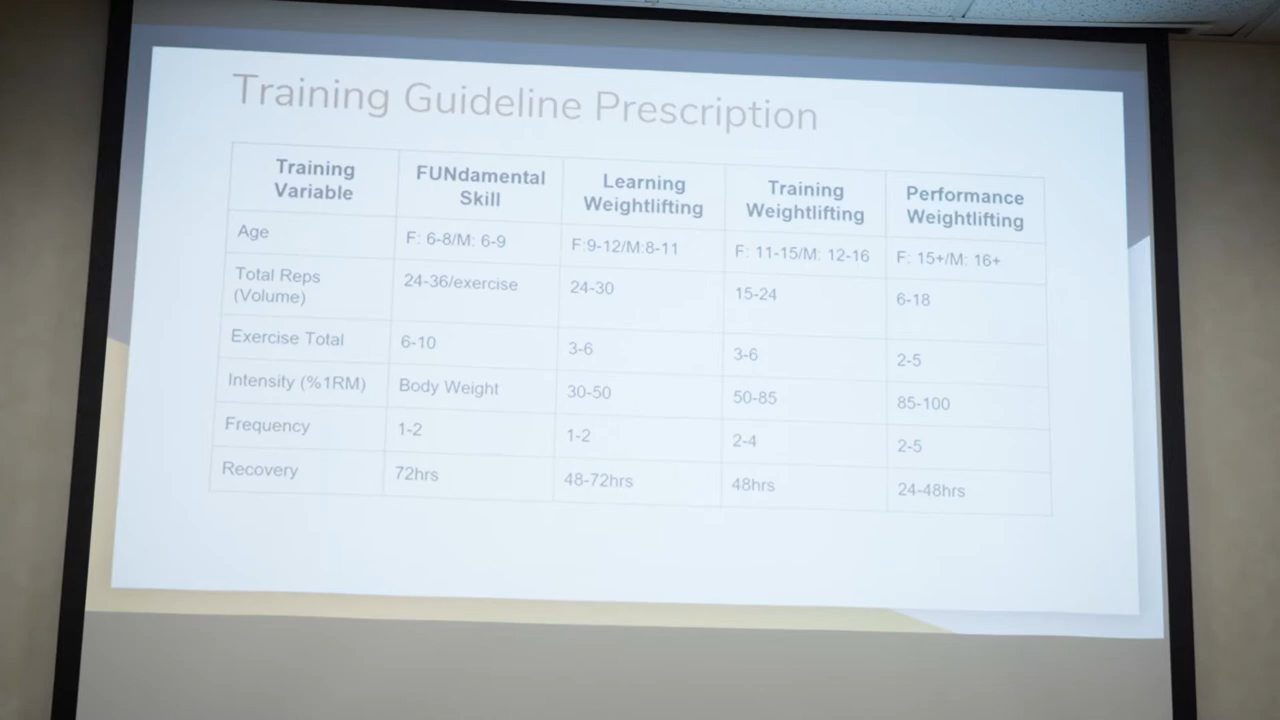 Training Guideline Prescription
Training Variable FUNdamental Skill Learning Weightlifting Training Weightlifting Performance Weightlifting
Age F: 6-8/M: 6-9 F:9-12/M:8-11 F: 11-15/M: 12-16 F: 15+/M: 16+
Total Reps (Volume) 24-36/exercise 24-30 15-24 6-18
Exercise Total 6-10 3-6 3-6 2-5
Intensity (%1RM) Body Weight 30-50 50-85 85-100
Frequency 1-2 1-2 2-4 2-5
Recovery 72hrs 48-72hrs 48hrs 24-48hrs